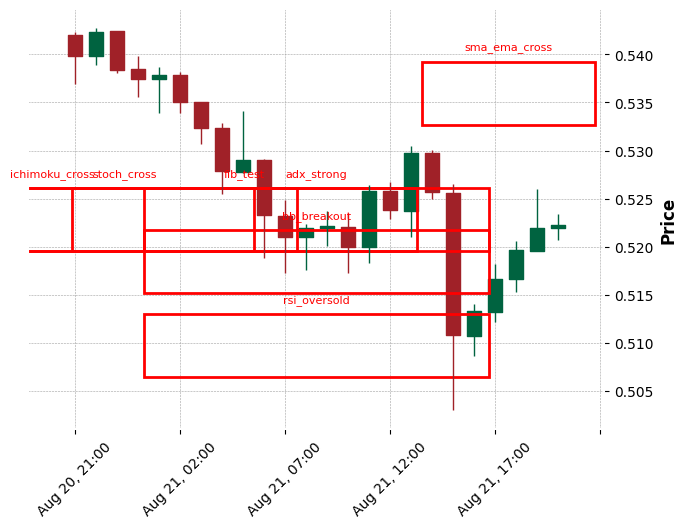 sma_ema_cross
0.540
0.535
0.530
ichimoku_cross
stoch_cross
fib_test
adx_strong
0.525
bb_breakout
0.520
Price
0.515
rsi_oversold
0.510
0.505
Aug 20, 21:00
Aug 21, 02:00
Aug 21, 07:00
Aug 21, 12:00
Aug 21, 17:00